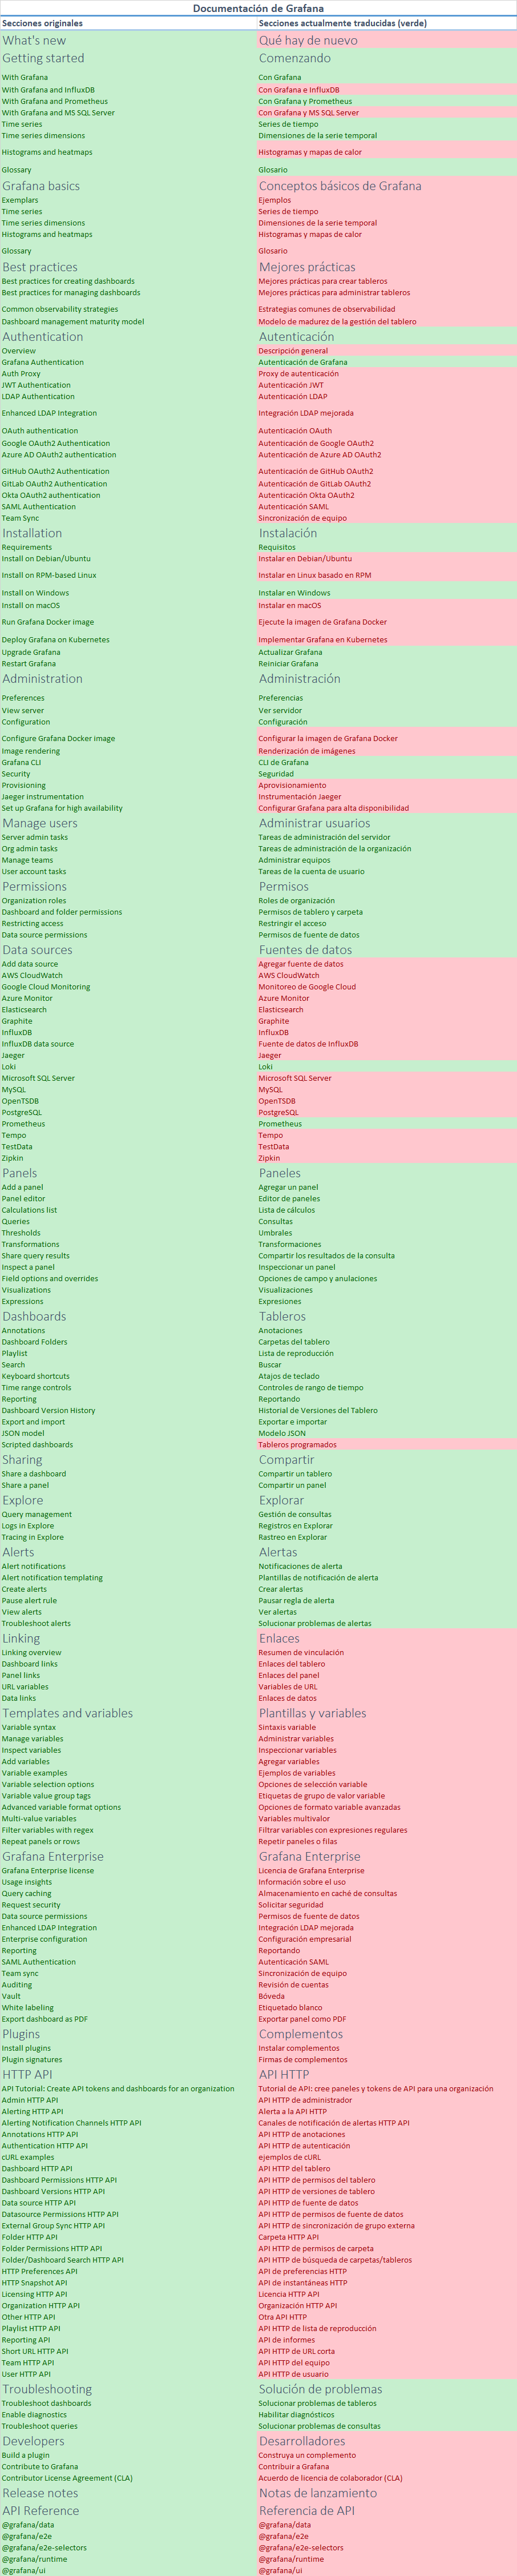 Documentación de Grafana
Secciones originales Secciones actualmente traducidas (verde)
What's new Qué hay de nuevo
Getting started Comenzando
With Grafana Con Grafana
With Grafana and InfluxDB Con Grafana e InfluxDB
With Grafana and Prometheus Con Grafana y Prometheus
With Grafana and MS SQL Server Con Grafana y MS SQL Server
Time series Series de tiempo
Time series dimensions Dimensiones de la serie temporal
Histograms and heatmaps Histogramas y mapas de calor
Glossary Glosario
Grafana basics Conceptos básicos de Grafana
Exemplars Ejemplos
Time series Series de tiempo
Time series dimensions Dimensiones de la serie temporal
Histograms and heatmaps Histogramas y mapas de calor
Glossary Glosario
Best practices Mejores prácticas
Best practices for creating dashboards Mejores prácticas para crear tableros
Best practices for managing dashboards Mejores prácticas para administrar tableros
Common observability strategies Estrategias comunes de observabilidad
Dashboard management maturity model Modelo de madurez de la gestión del tablero
Authentication Autenticación
Overview Descripción general
Grafana Authentication Autenticación de Grafana
Auth Proxy Proxy de autenticación
JWT Authentication Autenticación JWT
LDAP Authentication Autenticación LDAP
Enhanced LDAP Integration Integración LDAP mejorada
OAuth authentication Autenticación OAuth
Google OAuth2 Authentication Autenticación de Google OAuth2
Azure AD OAuth2 authentication Autenticación de Azure AD OAuth2
GitHub OAuth2 Authentication Autenticación de GitHub OAuth2
GitLab OAuth2 Authentication Autenticación de GitLab OAuth2
Okta OAuth2 authentication Autenticación Okta OAuth2
SAML Authentication Autenticación SAML
Team Sync Sincronización de equipo
Installation Instalación
Requirements Requisitos
Install on Debian/Ubuntu Instalar en Debian/Ubuntu
Install on RPM-based Linux Instalar en Linux basado en RPM
Install on Windows Instalar en Windows
Install on macOS Instalar en macOS
Run Grafana Docker image Ejecute la imagen de Grafana Docker
Deploy Grafana on Kubernetes Implementar Grafana en Kubernetes
Upgrade Grafana Actualizar Grafana
Restart Grafana Reiniciar Grafana
Administration Administración
Preferences Preferencias
View server Ver servidor
Configuration Configuración
Configure Grafana Docker image Configurar la imagen de Grafana Docker
Image rendering Renderización de imágenes
Grafana CLI CLI de Grafana
Security Seguridad
Provisioning Aprovisionamiento
Jaeger instrumentation Instrumentación Jaeger
Set up Grafana for high availability Configurar Grafana para alta disponibilidad
Manage users Administrar usuarios
Server admin tasks Tareas de administración del servidor
Org admin tasks Tareas de administración de la organización
Manage teams Administrar equipos
User account tasks Tareas de la cuenta de usuario
Permissions Permisos
Organization roles Roles de organización
Dashboard and folder permissions Permisos de tablero y carpeta
Restricting access Restringir el acceso
Data source permissions Permisos de fuente de datos
Data sources Fuentes de datos
Add data source Agregar fuente de datos
AWS CloudWatch AWS CloudWatch
Google Cloud Monitoring Monitoreo de Google Cloud
Azure Monitor Azure Monitor
Elasticsearch Elasticsearch
Graphite Graphite
InfluxDB InfluxDB
InfluxDB data source Fuente de datos de InfluxDB
Jaeger Jaeger
Loki Loki
Microsoft SQL Server Microsoft SQL Server
MySQL MySQL
OpenTSDB OpenTSDB
PostgreSQL PostgreSQL
Prometheus Prometheus
Tempo Tempo
TestData TestData
Zipkin Zipkin
Panels Paneles
Add a panel Agregar un panel
Panel editor Editor de paneles
Calculations list Lista de cálculos
Queries Consultas
Thresholds Umbrales
Transformations Transformaciones
Share query results Compartir los resultados de la consulta
Inspect a panel Inspeccionar un panel
Field options and overrides Opciones de campo y anulaciones
Visualizations Visualizaciones
Expressions Expresiones
Dashboards Tableros
Annotations Anotaciones
Dashboard Folders Carpetas del tablero
Playlist Lista de reproducción
Search Buscar
Keyboard shortcuts Atajos de teclado
Time range controls Controles de rango de tiempo
Reporting Reportando
Dashboard Version History Historial de Versiones del Tablero
Export and import Exportar e importar
JSON model Modelo JSON
Scripted dashboards Tableros programados
Sharing Compartir
Share a dashboard Compartir un tablero
Share a panel Compartir un panel
Explore Explorar
Query management Gestión de consultas
Logs in Explore Registros en Explorar
Tracing in Explore Rastreo en Explorar
Alerts Alertas
Alert notifications Notificaciones de alerta
Alert notification templating Plantillas de notificación de alerta
Create alerts Crear alertas
Pause alert rule Pausar regla de alerta
View alerts Ver alertas
Troubleshoot alerts Solucionar problemas de alertas
Linking Enlaces
Linking overview Resumen de vinculación
Dashboard links Enlaces del tablero
Panel links Enlaces del panel
URL variables Variables de URL
Data links Enlaces de datos
Templates and variables Plantillas y variables
Variable syntax Sintaxis variable
Manage variables Administrar variables
Inspect variables Inspeccionar variables
Add variables Agregar variables
Variable examples Ejemplos de variables
Variable selection options Opciones de selección variable
Variable value group tags Etiquetas de grupo de valor variable
Advanced variable format options Opciones de formato variable avanzadas
Multi-value variables Variables multivalor
Filter variables with regex Filtrar variables con expresiones regulares
Repeat panels or rows Repetir paneles o filas
Grafana Enterprise Grafana Enterprise
Grafana Enterprise license Licencia de Grafana Enterprise
Usage insights Información sobre el uso
Query caching Almacenamiento en caché de consultas
Request security Solicitar seguridad
Data source permissions Permisos de fuente de datos
Enhanced LDAP Integration Integración LDAP mejorada
Enterprise configuration Configuración empresarial
Reporting Reportando
SAML Authentication Autenticación SAML
Team sync Sincronización de equipo
Auditing Revisión de cuentas
Vault Bóveda
White labeling Etiquetado blanco
Export dashboard as PDF Exportar panel como PDF
Plugins Complementos
Install plugins Instalar complementos
Plugin signatures Firmas de complementos
HTTP API API HTTP
API Tutorial: Create API tokens and dashboards for an organization Tutorial de API: cree paneles y tokens de API para una organización
Admin HTTP API API HTTP de administrador
Alerting HTTP API Alerta a la API HTTP
Alerting Notification Channels HTTP API Canales de notificación de alertas HTTP API
Annotations HTTP API API HTTP de anotaciones
Authentication HTTP API API HTTP de autenticación
cURL examples ejemplos de cURL
Dashboard HTTP API API HTTP del tablero
Dashboard Permissions HTTP API API HTTP de permisos del tablero
Dashboard Versions HTTP API API HTTP de versiones de tablero
Data source HTTP API API HTTP de fuente de datos
Datasource Permissions HTTP API API HTTP de permisos de fuente de datos
External Group Sync HTTP API API HTTP de sincronización de grupo externa
Folder HTTP API Carpeta HTTP API
Folder Permissions HTTP API API HTTP de permisos de carpeta
Folder/Dashboard Search HTTP API API HTTP de búsqueda de carpetas/tableros
HTTP Preferences API API de preferencias HTTP
HTTP Snapshot API API de instantáneas HTTP
Licensing HTTP API Licencia HTTP API
Organization HTTP API Organización HTTP API
Other HTTP API Otra API HTTP
Playlist HTTP API API HTTP de lista de reproducción
Reporting API API de informes
Short URL HTTP API API HTTP de URL corta
Team HTTP API API HTTP del equipo
User HTTP API API HTTP de usuario
Troubleshooting Solución de problemas
Troubleshoot dashboards Solucionar problemas de tableros
Enable diagnostics Habilitar diagnósticos
Troubleshoot queries Solucionar problemas de consultas
Developers Desarrolladores
Build a plugin Construya un complemento
Contribute to Grafana Contribuir a Grafana
Contributor License Agreement (CLA) Acuerdo de licencia de colaborador (CLA)
Release notes Notas de lanzamiento
API Reference Referencia de API
@grafana/data @grafana/data
@grafana/e2e @grafana/e2e
@grafana/e2e-selectors @grafana/e2e-selectors
@grafana/runtime @grafana/runtime
@grafana/ui @grafana/ui